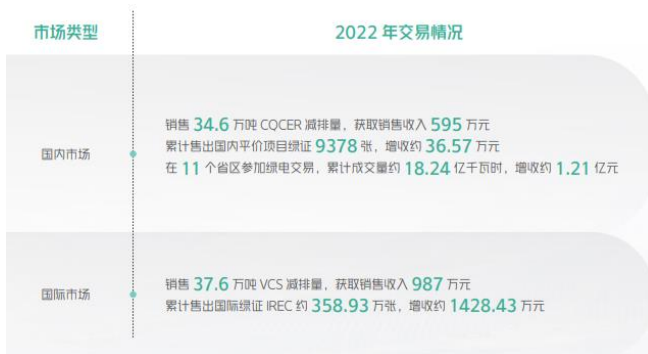 市场类型
2022 年交易情况
国内市场
销售 34.6 万吨 CQCER 减排量，获取销售收入 595 万元
累计售出国内平价项目绿证 9378 张，增收约 36.57 万元
在 11 个省区参加绿电交易，累计成交量约 18.24 亿千瓦时，增收约 1.21 亿元
国际市场
销售 37.6 万吨 VCS 减排量，获取销售收入 987 万元
累计售出国际绿证 IREC 约 358.93 万张，增收约 1428.43 万元